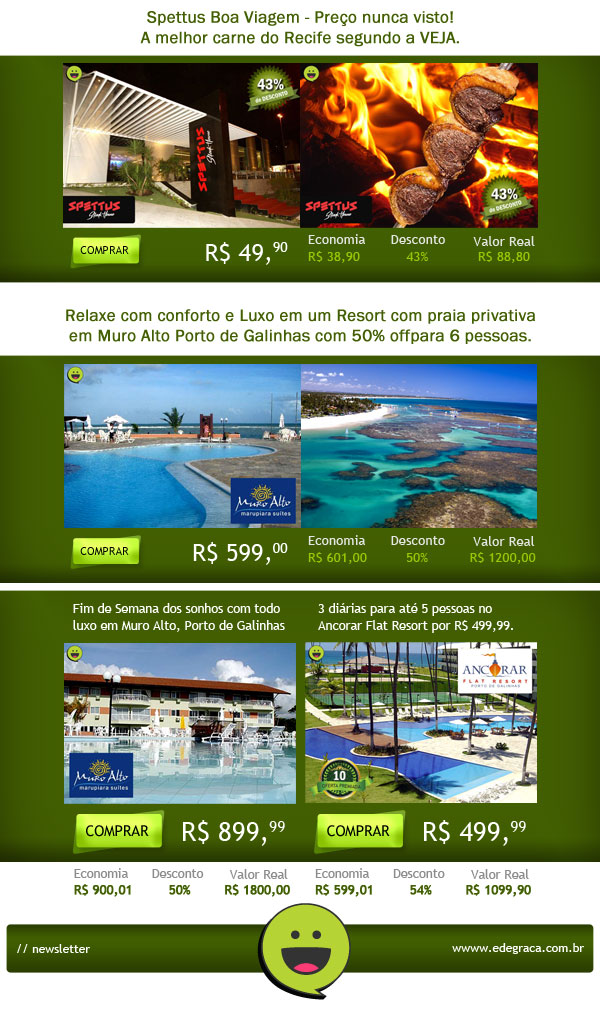 Spettus Boa Viagem - Preço nunca visto!
A melhor carne do Recife segundo a VEJA.
43%
de DESCONTO
SPETTUS
SPETTUS
Steak House
SPETTUS
Steak House
43%
de DESCONTO
COMPRAR
R$ 49,90
Economia Desconto Valor Real
R$ 38,90 43% R$ 88,80
Relaxe com conforto e Luxo em um Resort com praia privativa
em Muro Alto Porto de Galinhas com 50% offpara 6 pessoas.
Muro Alto
marupiara suítes
COMPRAR
R$ 599,00
Economia Desconto Valor Real
R$ 601,00 50% R$ 1200,00
Fim de Semana dos sonhos com todo
luxo em Muro Alto, Porto de Galinhas
Muro Alto
marupiara suítes
COMPRAR
R$ 899,99
Economia Desconto Valor Real
R$ 900,01 50% R$ 1800,00
3 diárias para até 5 pessoas no
Ancorar Flat Resort por R$ 499,99.
ANCORAR
FLAT RESORT
PORTO DE GALINHAS
10
OFERTA PREMIADA
COMPRAR
R$ 499,99
Economia Desconto Valor Real
R$ 599,01 54% R$ 1099,90
// newsletter
wwww.edegraca.com.br